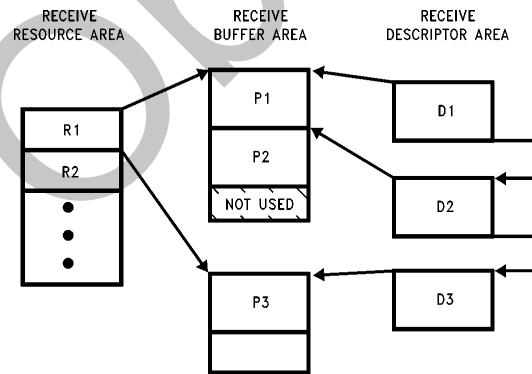 RECEIVE
RESOURCE AREA
RECEIVE
BUFFER AREA
RECEIVE
DESCRIPTOR AREA
R1
R2
P1
P2
NOT USED
P3
D1
D2
D3